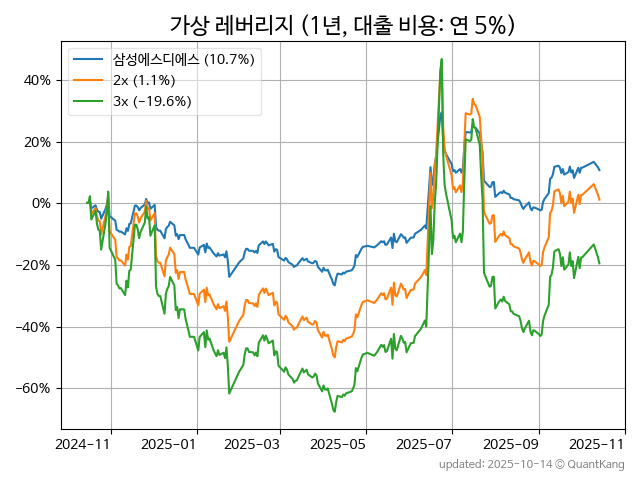 가상 레버리지 (1년, 대출 비용: 연 5%)
삼성에스디에스 (10.7%)
2x (1.1%)
3x (-19.6%)
40%
20%
0%
-20%
-40%
-60%
2024-11
2025-01
2025-03
2025-05
2025-07
2025-09
2025-11
updated: 2025-10-14 © QuantKang